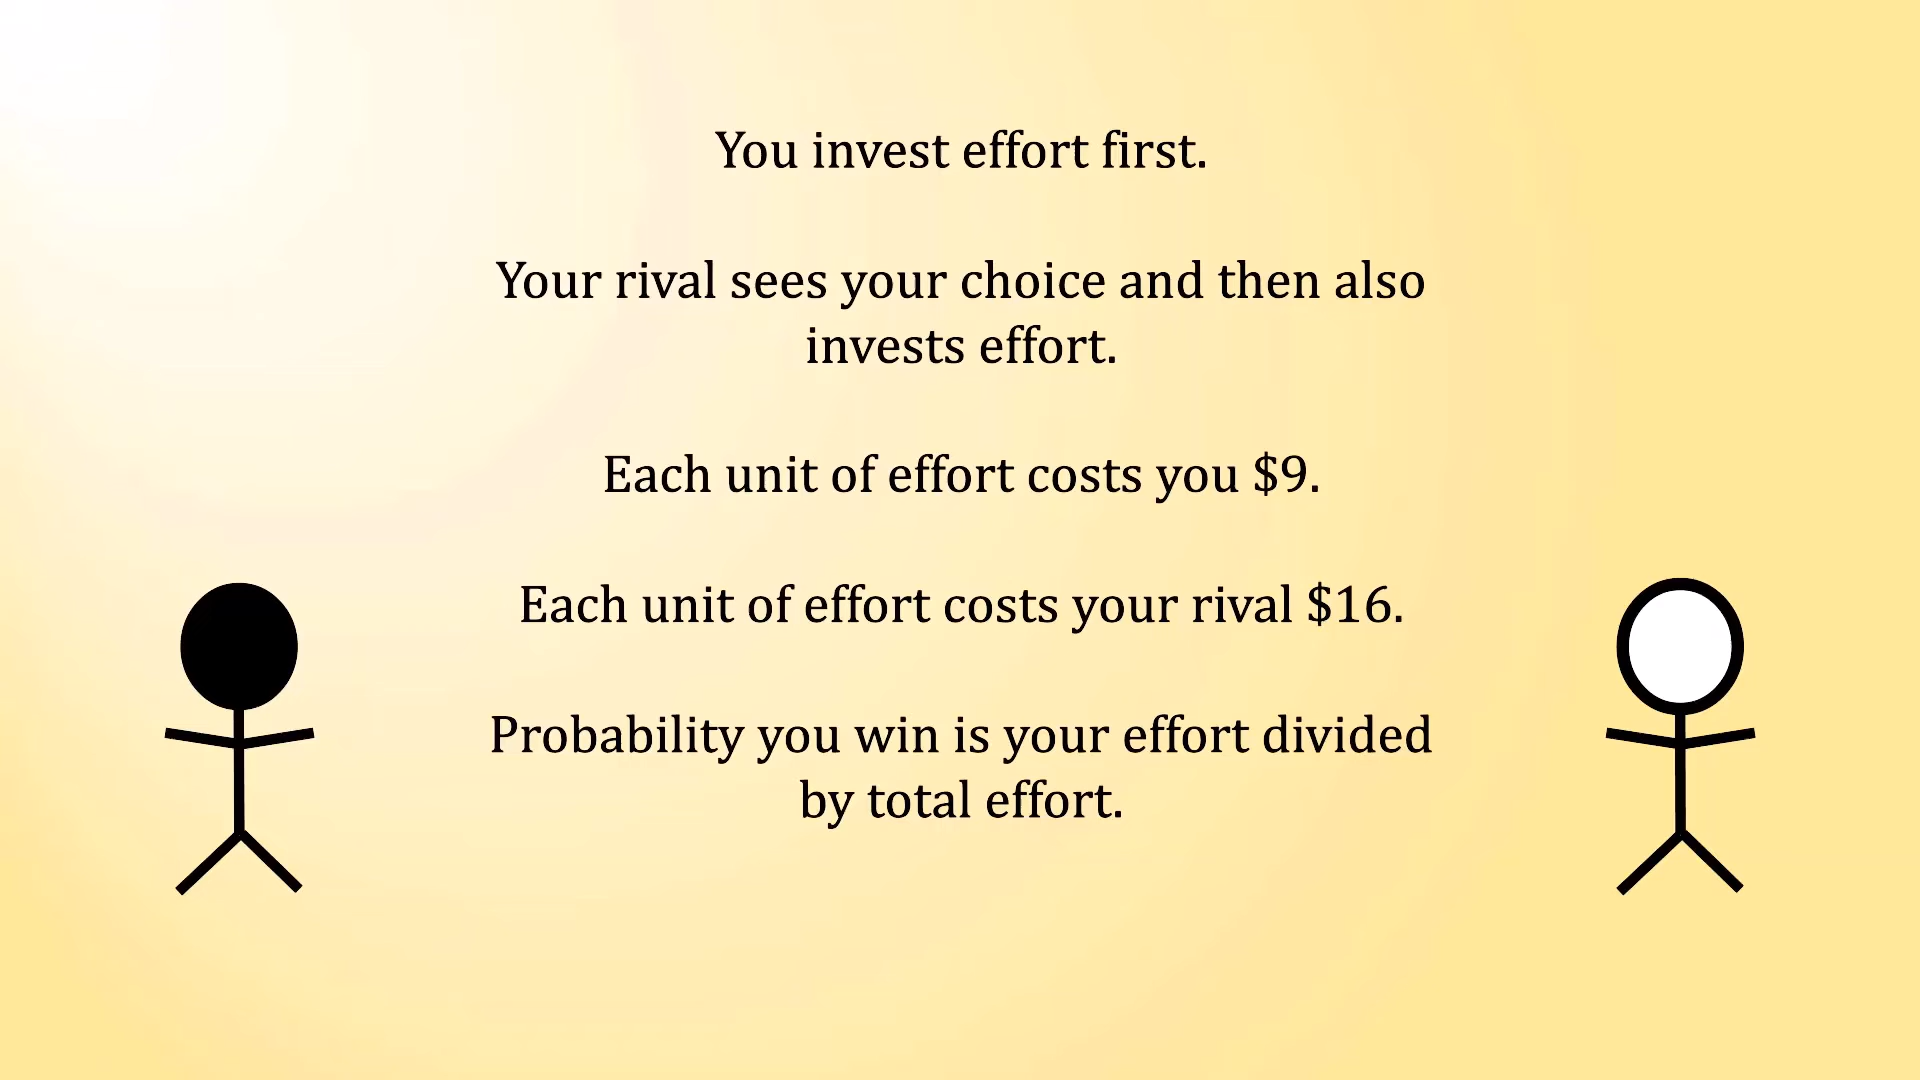 You invest effort first.
Your rival sees your choice and then also
invests effort.
Each unit of effort costs you $9.
Each unit of effort costs your rival $16.
Probability you win is your effort divided
by total effort.